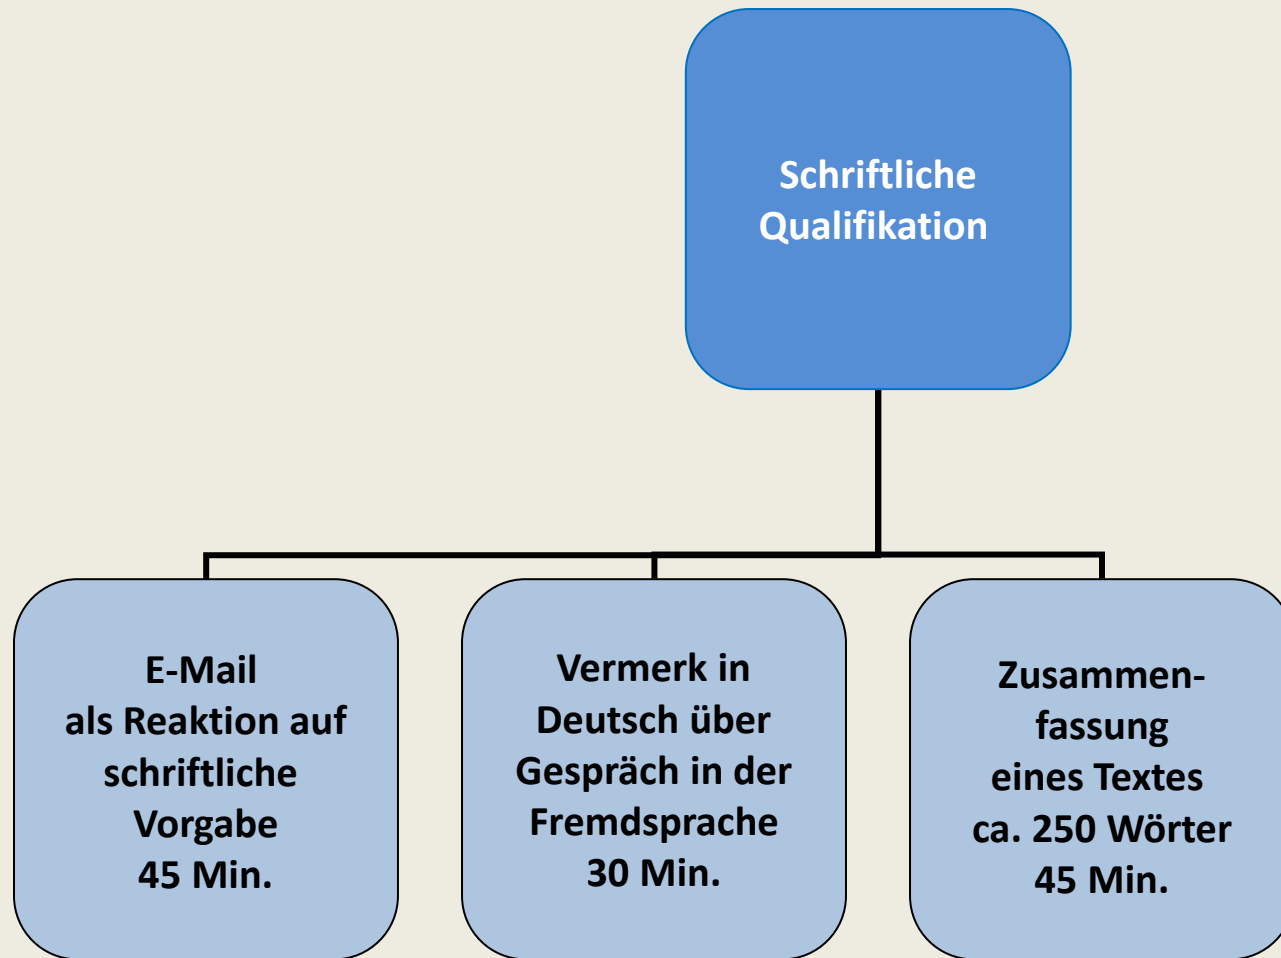 Schriftliche
Qualifikation
E-Mail
als Reaktion auf
schriftliche
Vorgabe
45 Min.
Vermerk in
Deutsch über
Gespräch in der
Fremdsprache
30 Min.
Zusammen-
fassung
eines Textes
ca. 250 Wörter
45 Min.